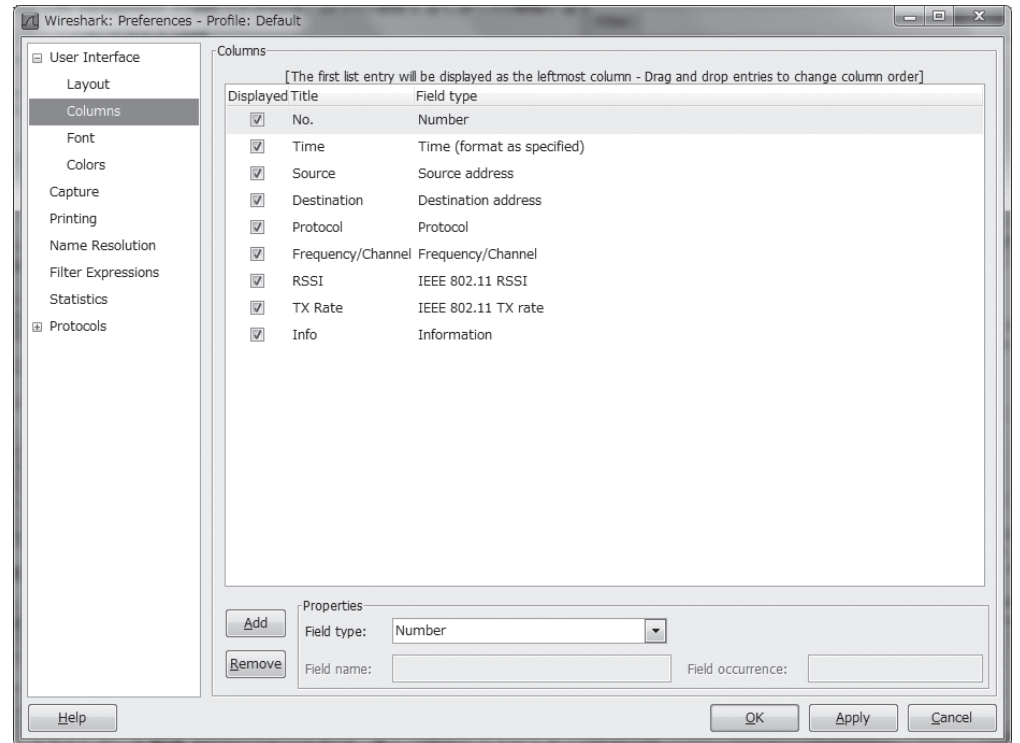 Wireshark: Preferences - Profile: Default
User Interface
Layout
Columns
Font
Colors
Capture
Printing
Name Resolution
Filter Expressions
Statistics
Protocols
Columns
[The first list entry will be displayed as the leftmost column - Drag and drop entries to change column order]
Displayed Title Field type
No. Number
Time Time (format as specified)
Source Source address
Destination Destination address
Protocol Protocol
Frequency/Channel Frequency/Channel
RSSI IEEE 802.11 RSSI
TX Rate IEEE 802.11 TX rate
Info Information
Add
Remove
Properties
Field type: Number
Field name: Field occurrence:
Help OK Apply Cancel